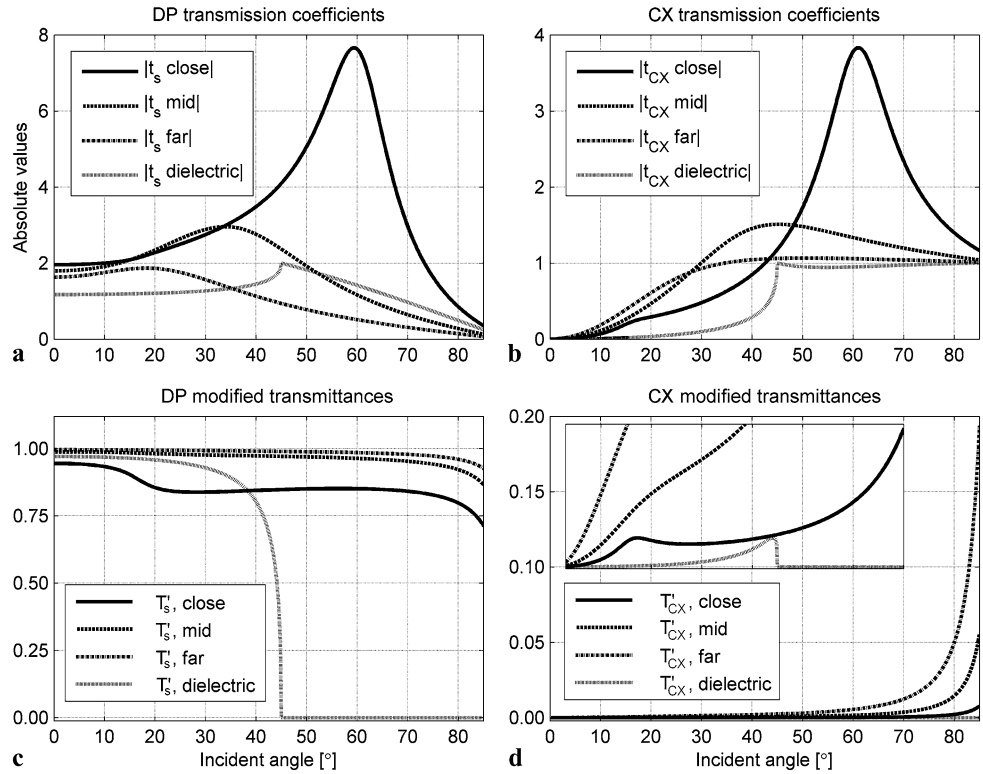 DP transmission coefficients
8
6
4
2
0
Absolute values
|t_s close|
|t_s mid|
|t_s far|
|t_s dielectric|
0 10 20 30 40 50 60 70 80
a
CX transmission coefficients
4
3
2
1
0
|t_CX close|
|t_CX mid|
|t_CX far|
|t_CX dielectric|
0 10 20 30 40 50 60 70 80
b
DP modified transmittances
1.00
0.75
0.50
0.25
0.00
T'_s, close
T'_s, mid
T'_s, far
T'_s, dielectric
0 10 20 30 40 50 60 70 80
Incident angle [°]
c
CX modified transmittances
0.20
0.15
0.10
0.05
0.00
T'_CX, close
T'_CX, mid
T'_CX, far
T'_CX, dielectric
0 10 20 30 40 50 60 70 80
Incident angle [°]
d